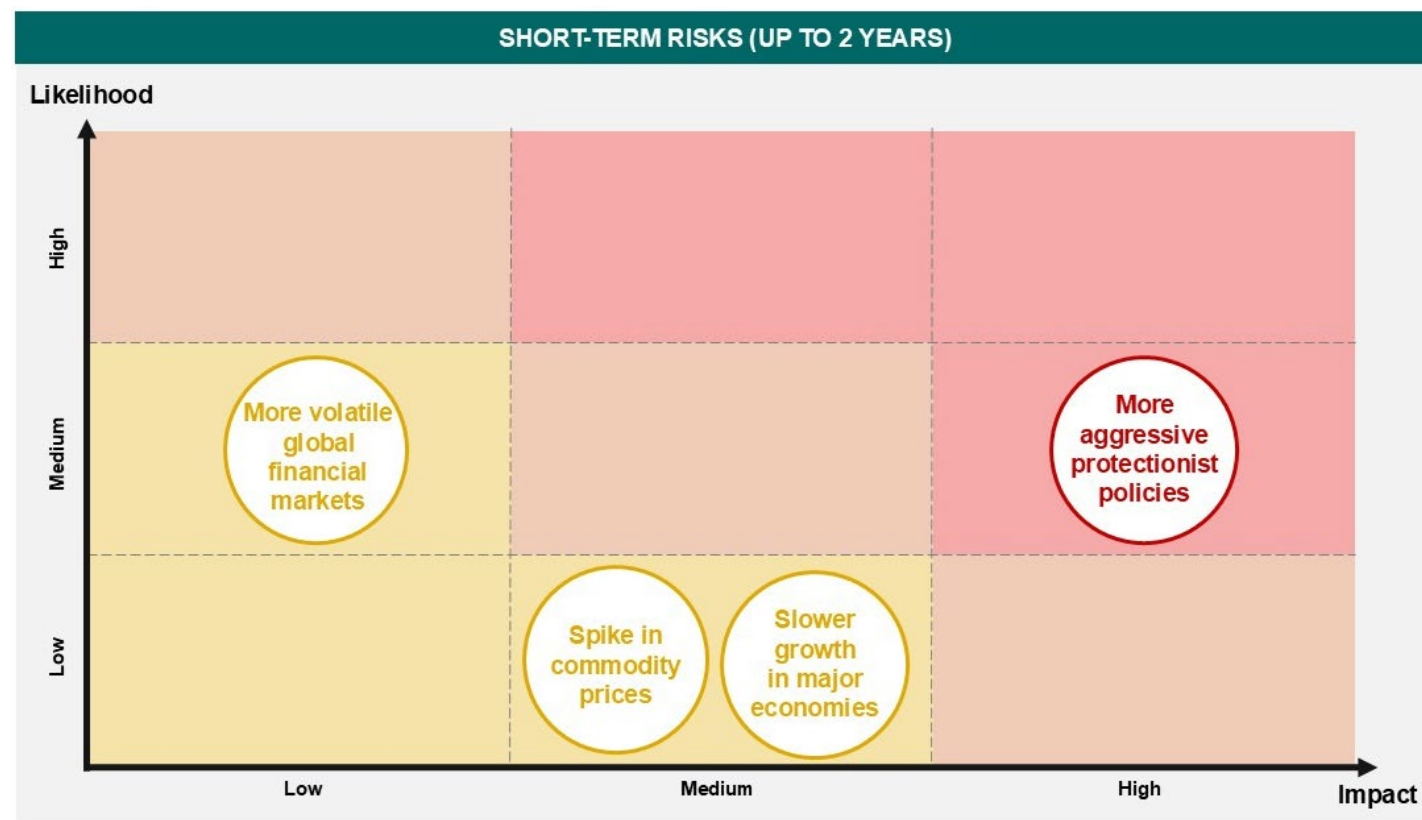 SHORT-TERM RISKS (UP TO 2 YEARS)
Likelihood
High
Medium
Low
More volatile
global
financial
markets
More
aggressive
protectionist
policies
Spike in
commodity
prices
Slower
growth
in major
economies
Low
Medium
High
Impact